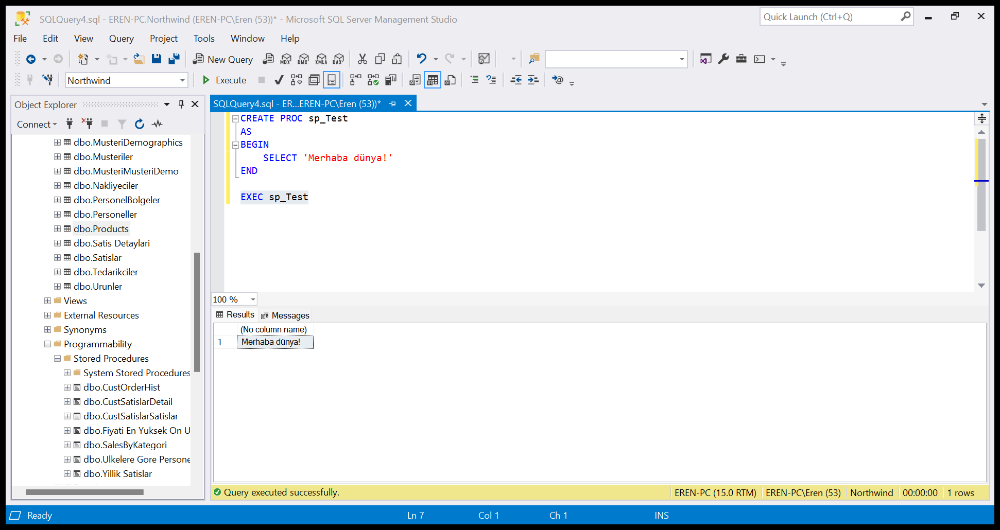 SQLQuery4.sql - EREN-PC.Northwind (EREN-PC\Eren (53))* - Microsoft SQL Server Management Studio
Quick Launch (Ctrl+Q)
File Edit View Query Project Tools Window Help
New Query MDX DMX XMLA DAX
Northwind Execute
Object Explorer
Connect
dbo.MusteriDemographics
dbo.Musteriler
dbo.MusteriMusteriDemo
dbo.Nakliyeciler
dbo.PersonelBolgeler
dbo.Personeller
dbo.Products
dbo.Satis Detaylari
dbo.Satislar
dbo.Tedarikciler
dbo.Urunler
Views
External Resources
Synonyms
Programmability
Stored Procedures
System Stored Procedures
dbo.CustOrderHist
dbo.CustSatislarDetail
dbo.CustSatislarSatislar
dbo.Fiyati En Yuksek On U
dbo.SalesByKategori
dbo.Ulkelere Gore Persone
dbo.Yillik Satislar
SQLQuery4.sql - ER...EREN-PC\Eren (53))*
CREATE PROC sp_Test
AS
BEGIN
SELECT 'Merhaba dünya!'
END
EXEC sp_Test
100 %
Results Messages
(No column name)
1 Merhaba dünya!
Query executed successfully. EREN-PC (15.0 RTM) EREN-PC\Eren (53) Northwind 00:00:00 1 rows
Ready Ln 7 Col 1 Ch 1 INS